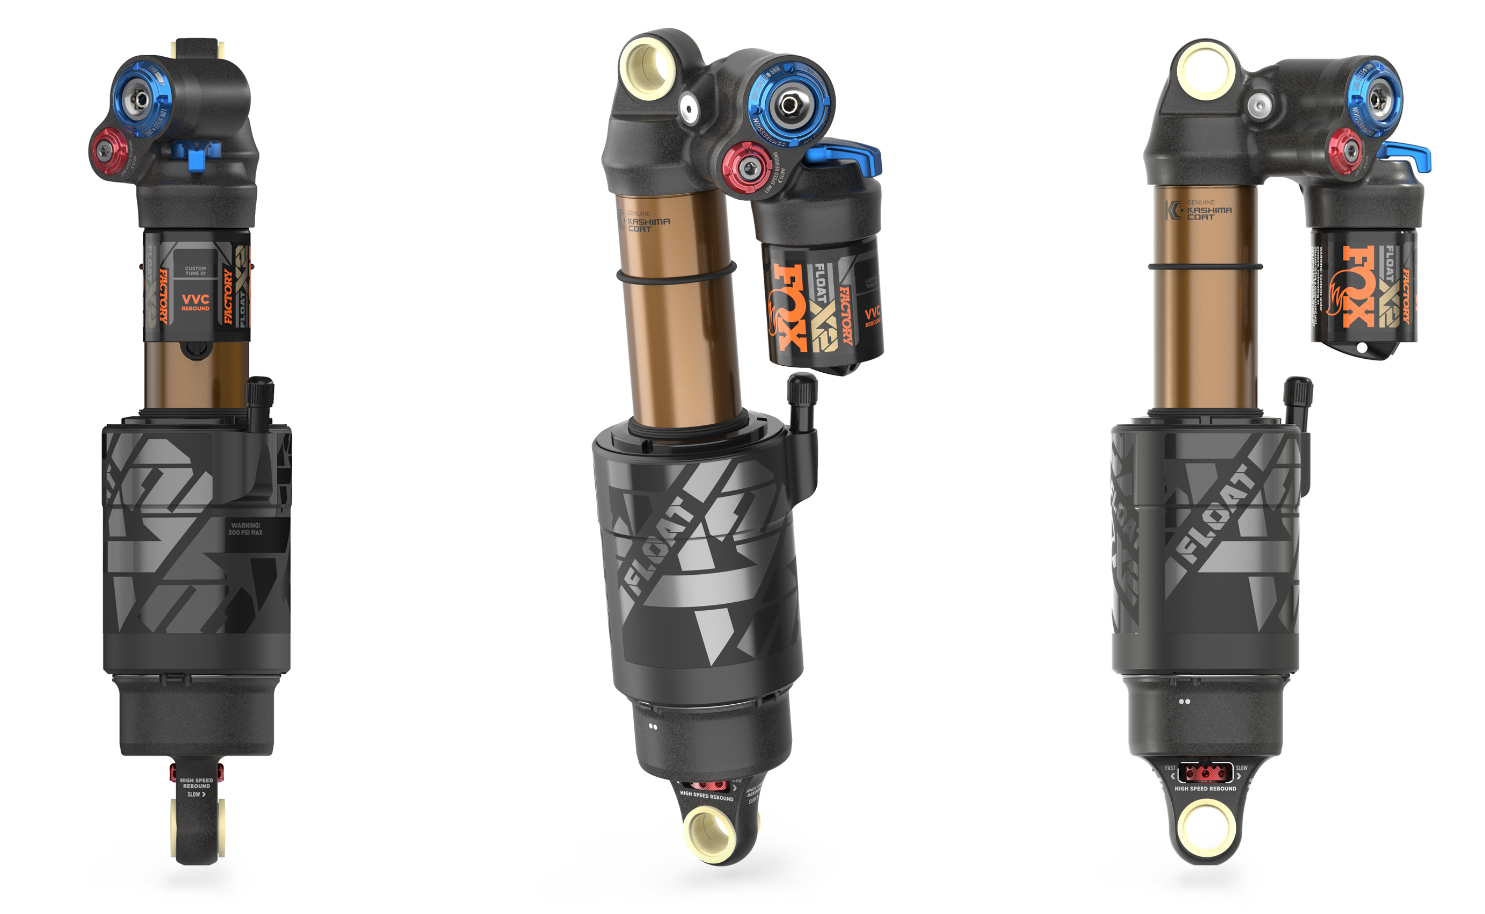 CUSTOM
TUNE ID
VVC
REBOUND
FACTORY
FACTORY
FLOAT
X2
WARNING!
300 PSI MAX
HIGH SPEED
REBOUND
SLOW
GENUINE
KASHIMA
COAT
FOX
FLOAT
X2
FACTORY
VVC
REBOUND
FLOAT
HIGH SPEED REBOUND
GENUINE
KASHIMA
COAT
FOX
FLOAT
X2
FACTORY
FLOAT
FLOAT
FAST
SLOW
HIGH SPEED REBOUND